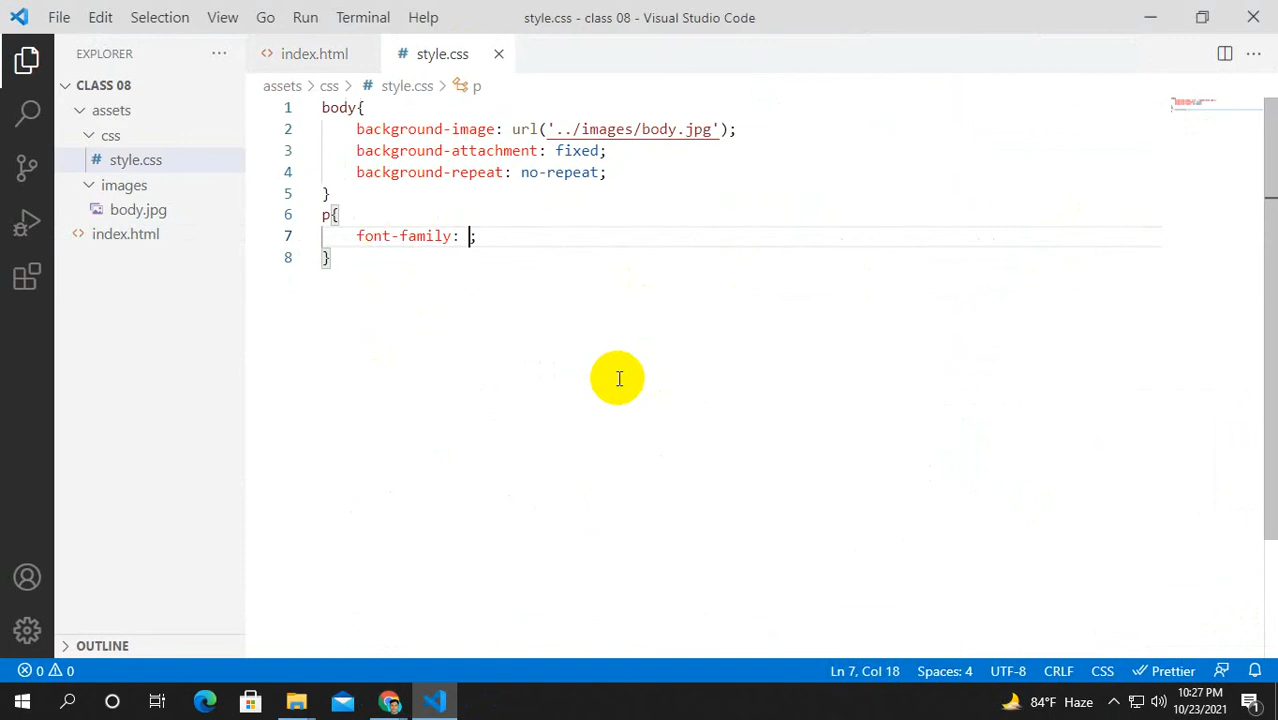 File Edit Selection View Go Run Terminal Help style.css - class 08 - Visual Studio Code
EXPLORER ... index.html # style.css
CLASS 08
assets > css > # style.css > p
assets
css
# style.css
images
body.jpg
index.html
1 body{
2 background-image: url('../images/body.jpg');
3 background-attachment: fixed;
4 background-repeat: no-repeat;
5 }
6 p{
7 font-family: ;
8 }
OUTLINE
0 0 Ln 7, Col 18 Spaces: 4 UTF-8 CRLF CSS Prettier
84°F Haze 10:27 PM
10/23/2021 1